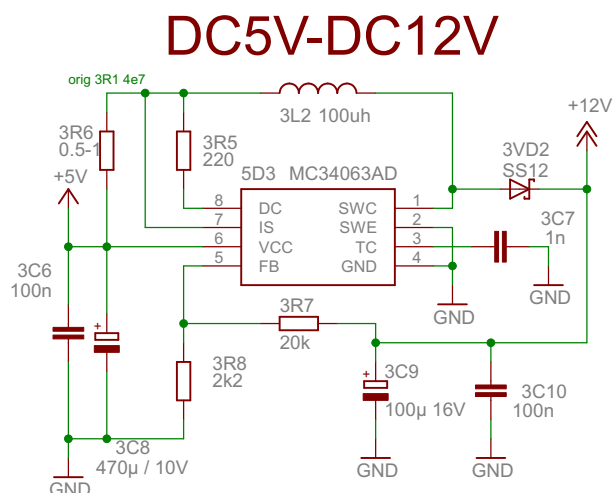 DC5V-DC12V
orig 3R1 4e7
3L2 100uh
+12V
3R6
0.5-1
3R5
220
3VD2
SS12
+5V
5D3 MC34063AD
8 DC SWC 1
7 IS SWE 2
6 VCC TC 3
5 FB GND 4
3C7
1n
3C6
100n
GND
GND
3R7
20k
3R8
2k2
3C9
100µ 16V
3C10
100n
3C8
470µ / 10V
GND
GND
GND